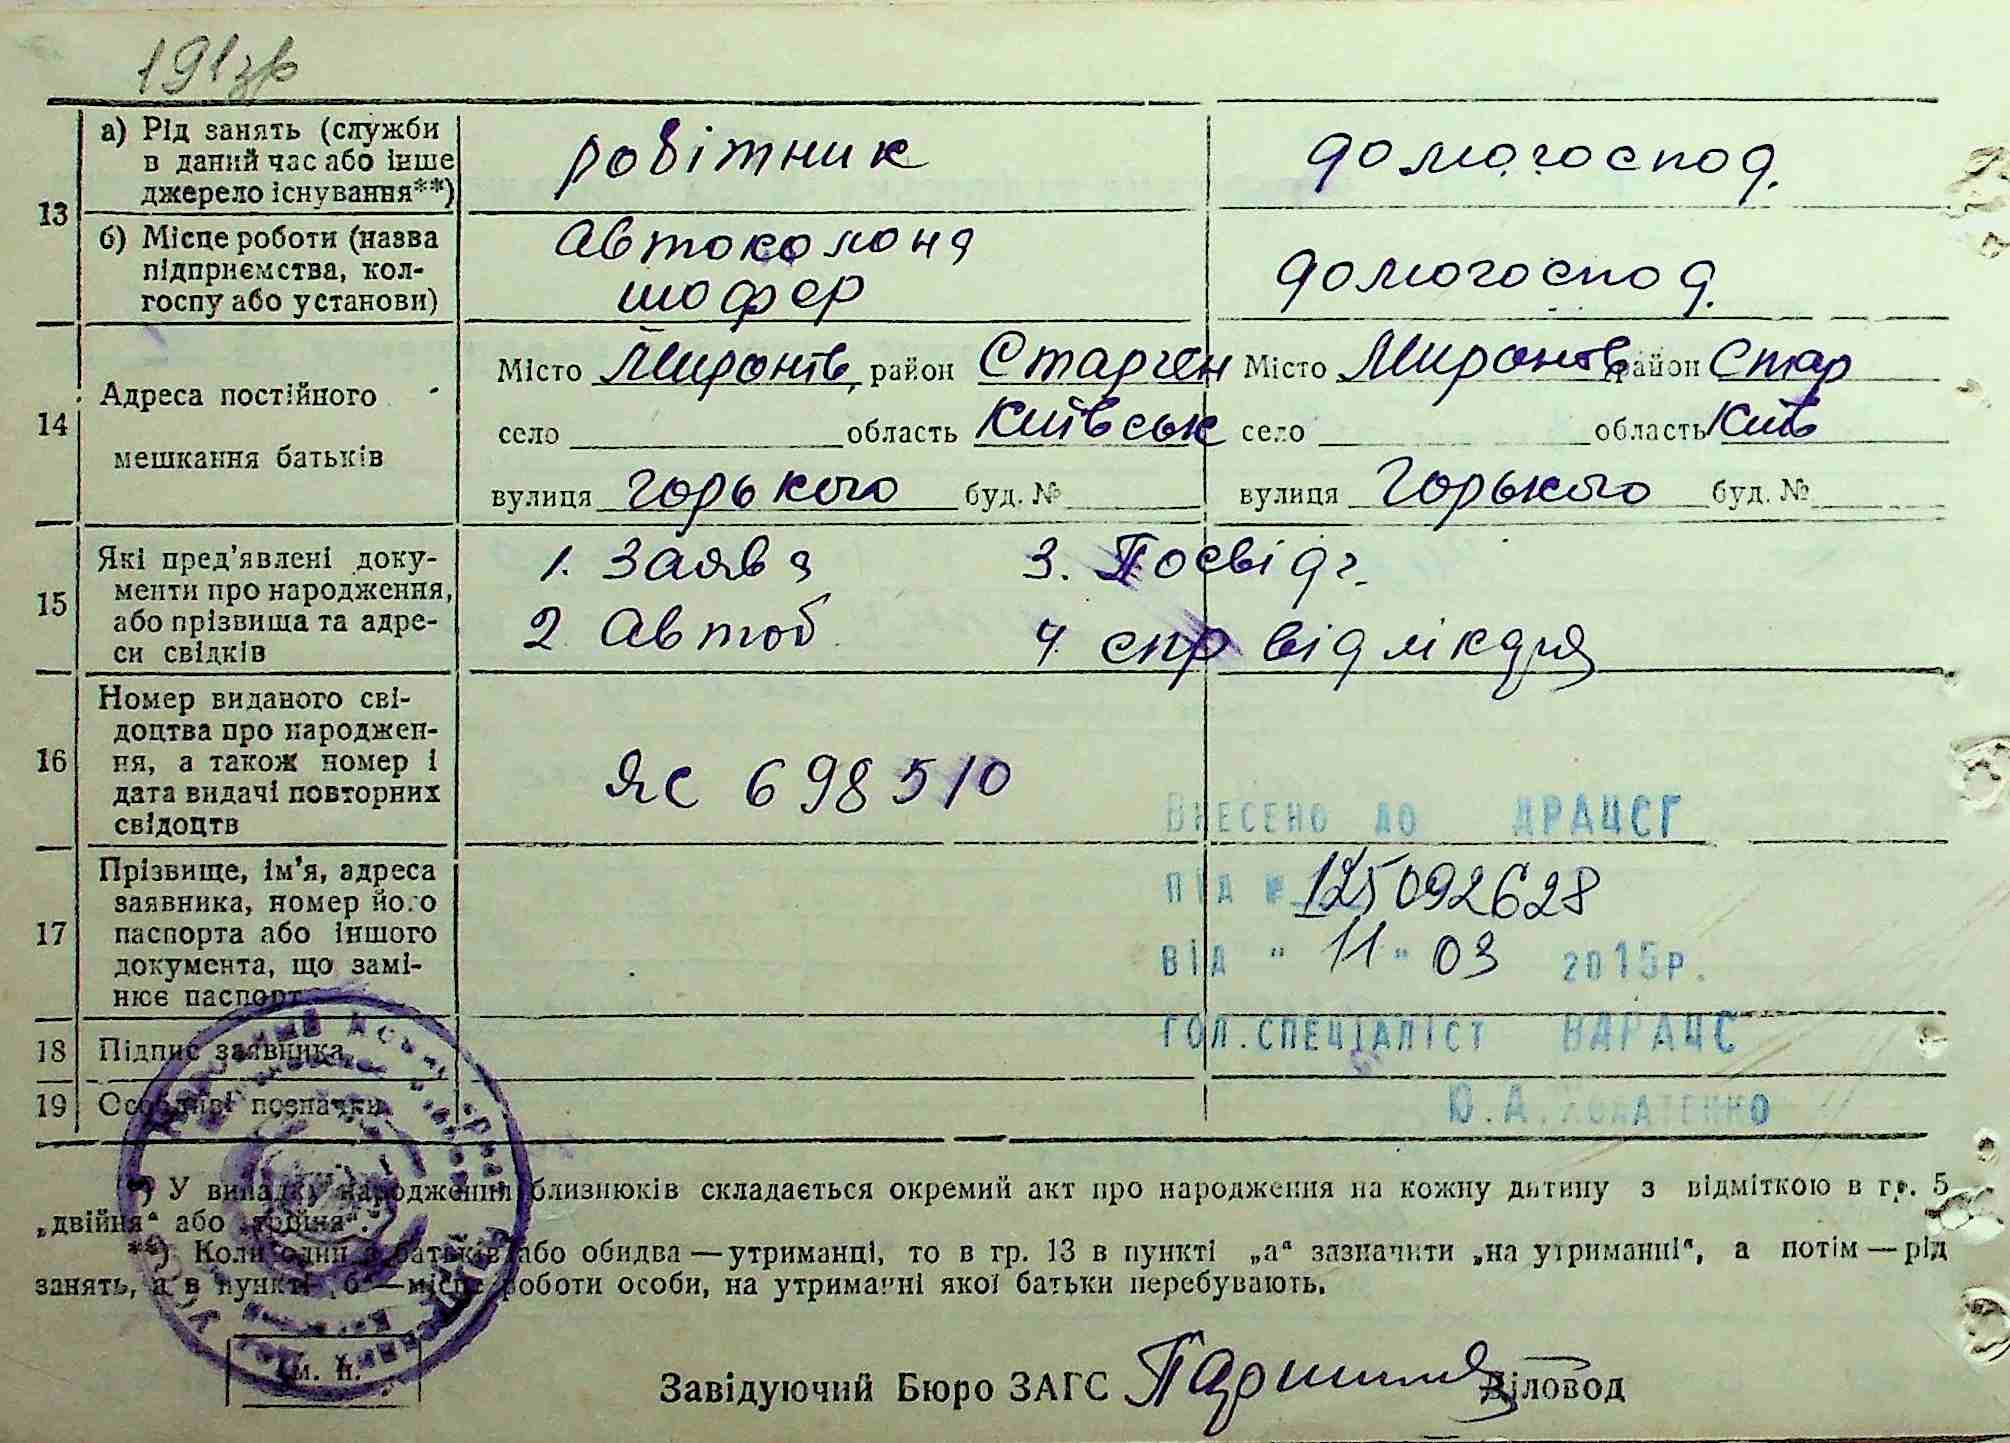 191зр
13 а) Рід занять (служби в даний час або інше джерело існування**) робітник домогоспод.
б) Місце роботи (назва підприємства, колгоспу або установи) Автоколона шофер домогоспод.
14 Адреса постійного мешкання батьків
Місто Миронів, район Старчен Місто Миронів район Стар
село область Київськ село область Київ
вулиця Горького буд. № вулиця Горького буд. №
15 Які пред'явлені документи про народження, або прізвища та адреси свідків
1. Заява 3. Посвідч.
2. Автоб 4. спр від лікаря
16 Номер виданого свідоцтва про народження, а також номер і дата видачі повторних свідоцтв
ЯС 698510
17 Прізвище, ім'я, адреса заявника, номер його паспорта або іншого документа, що замінює паспорт
Внесено до ДРАЦСГ
під № 125092628
від " 11 " 03 2015р.
гол.спеціаліст ВДРАЦС
Ю.А.
18 Підпис заявника
19 Особливі позначки
*) У випадку народження близнюків складається окремий акт про народження на кожну дитину з відміткою в гр. 5
„двійня“ або „трійня“.
**) Коли один з батьків або обидва — утриманці, то в гр. 13 в пункті „а“ зазначити „на утриманні“, а потім — рід
занять, а в пункті „б“ — місце роботи особи, на утриманні якої батьки перебувають.
м. п.
Завідуючий Бюро ЗАГС Діловод